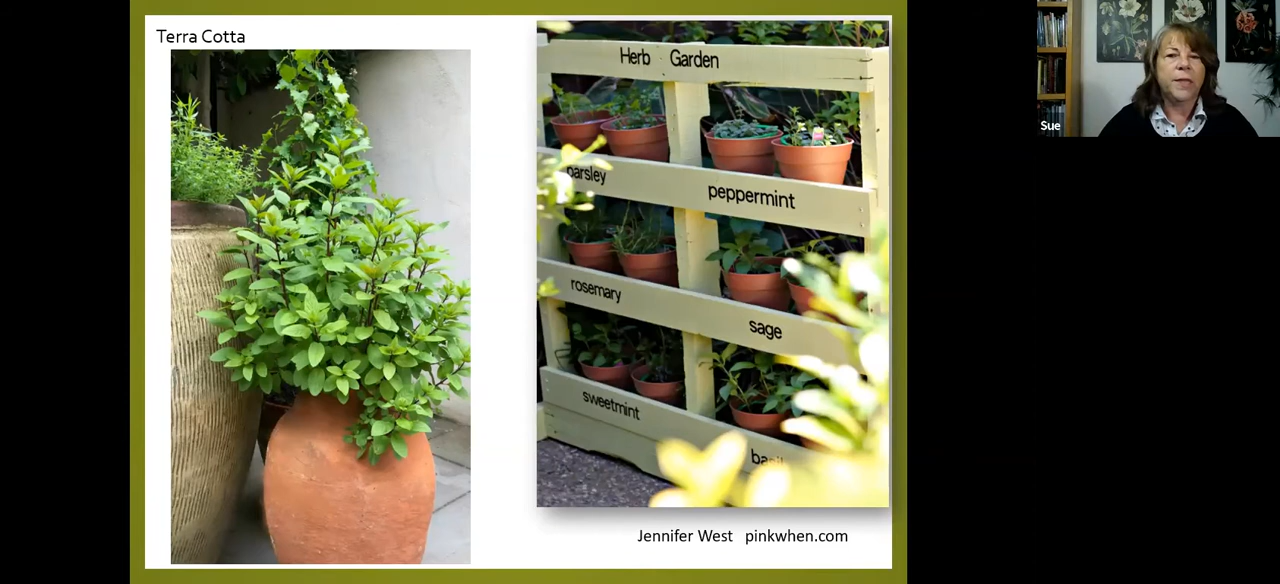 Terra Cotta
Herb Garden
parsley
peppermint
rosemary
sage
sweetmint
Jennifer West pinkwhen.com
Sue